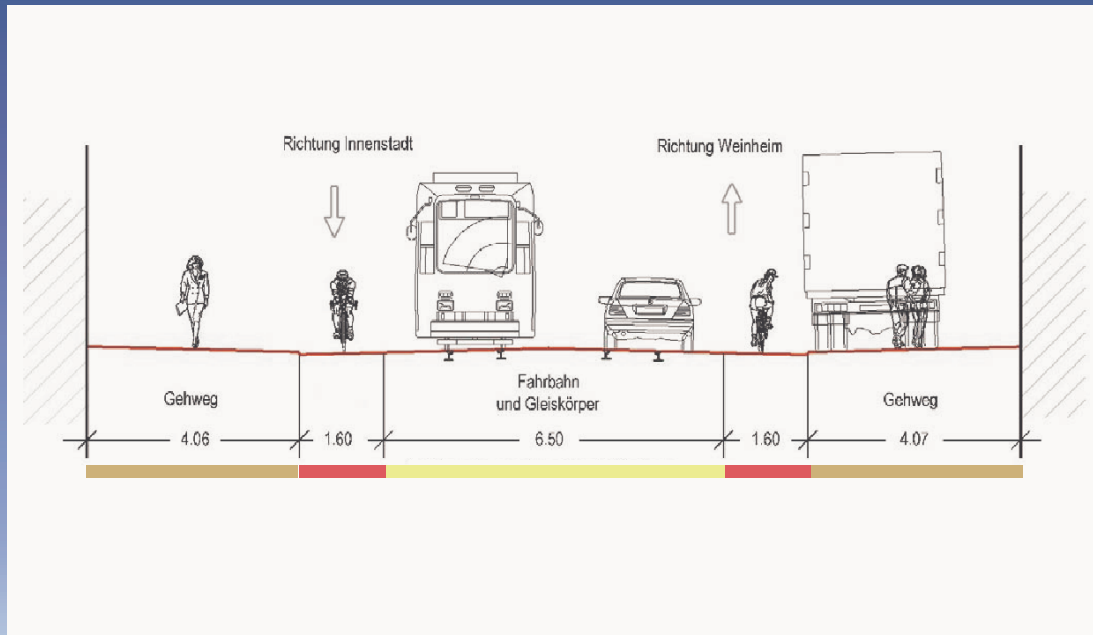 Richtung Innenstadt
Richtung Weinheim
Gehweg
Fahrbahn
und Gleiskörper
Gehweg
4.06
1.60
6.50
1.60
4.07